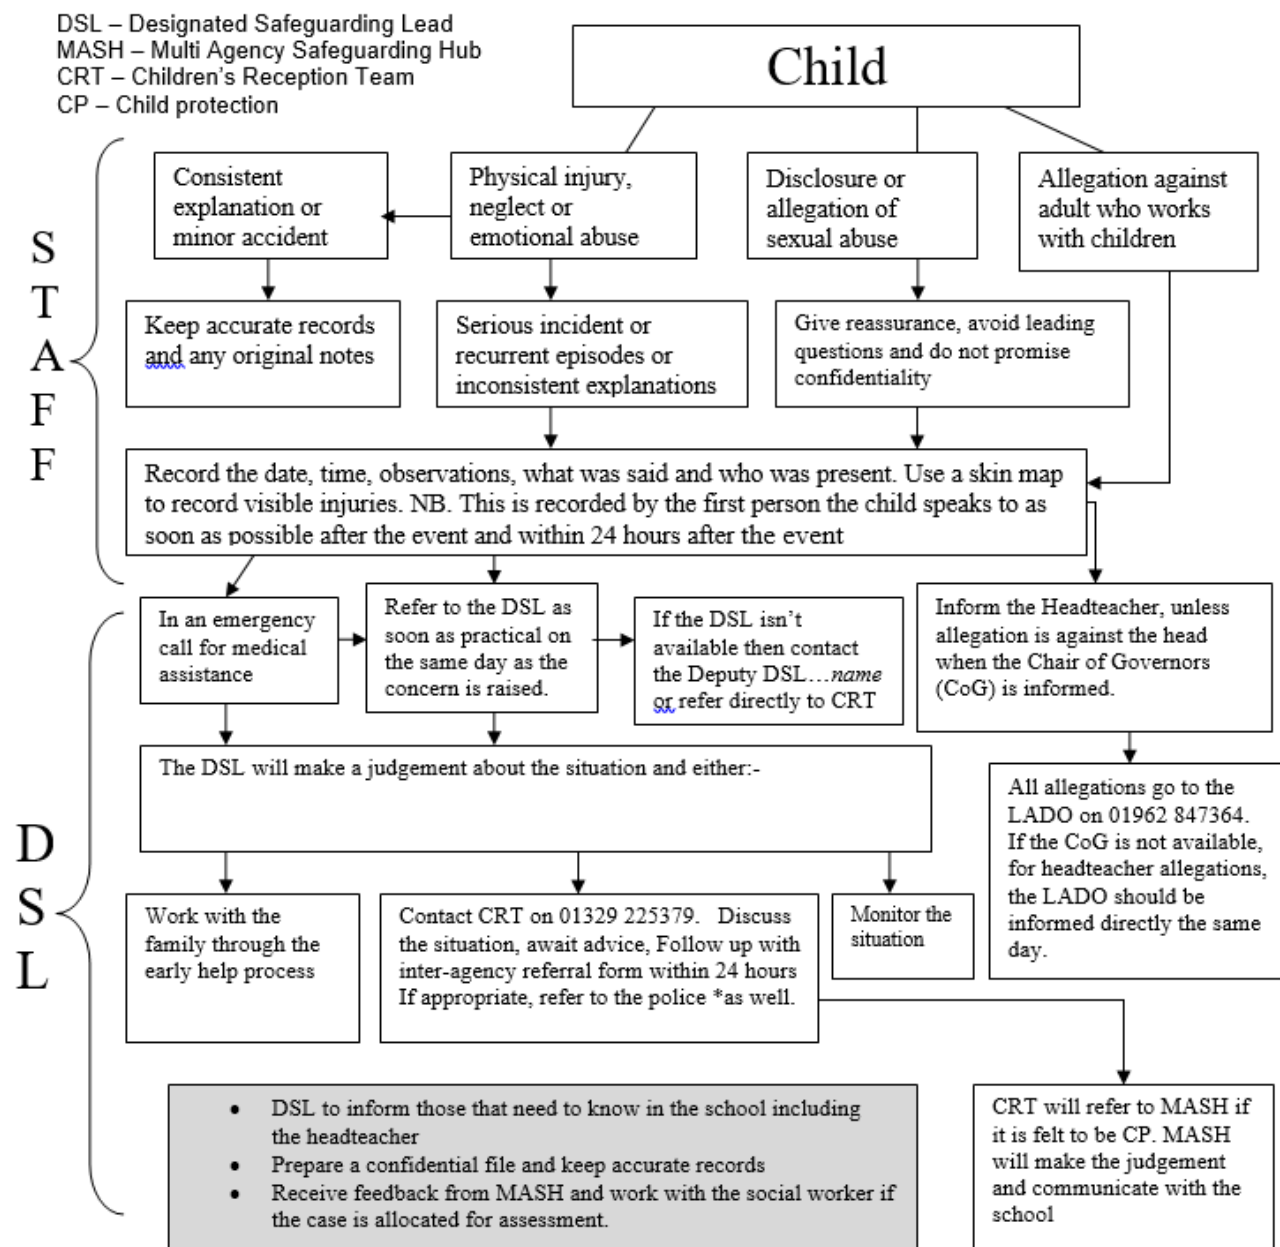 DSL – Designated Safeguarding Lead
MASH – Multi Agency Safeguarding Hub
CRT – Children's Reception Team
CP – Child protection
Child
STAFF
Consistent
explanation or
minor accident
Physical injury,
neglect or
emotional abuse
Disclosure or
allegation of
sexual abuse
Allegation against
adult who works
with children
Keep accurate records
and any original notes
Serious incident or
recurrent episodes or
inconsistent explanations
Give reassurance, avoid leading
questions and do not promise
confidentiality
Record the date, time, observations, what was said and who was present. Use a skin map
to record visible injuries. NB. This is recorded by the first person the child speaks to as
soon as possible after the event and within 24 hours after the event
DSL
In an emergency
call for medical
assistance
Refer to the DSL as
soon as practical on
the same day as the
concern is raised.
If the DSL isn't
available then contact
the Deputy DSL…name
or refer directly to CRT
Inform the Headteacher, unless
allegation is against the head
when the Chair of Governors
(CoG) is informed.
The DSL will make a judgement about the situation and either:-
All allegations go to the
LADO on 01962 847364.
If the CoG is not available,
for headteacher allegations,
the LADO should be
informed directly the same
day.
Work with the
family through the
early help process
Contact CRT on 01329 225379.   Discuss
the situation, await advice, Follow up with
inter-agency referral form within 24 hours
If appropriate, refer to the police *as well.
Monitor the
situation
• DSL to inform those that need to know in the school including
the headteacher
• Prepare a confidential file and keep accurate records
• Receive feedback from MASH and work with the social worker if
the case is allocated for assessment.
CRT will refer to MASH if
it is felt to be CP. MASH
will make the judgement
and communicate with the
school